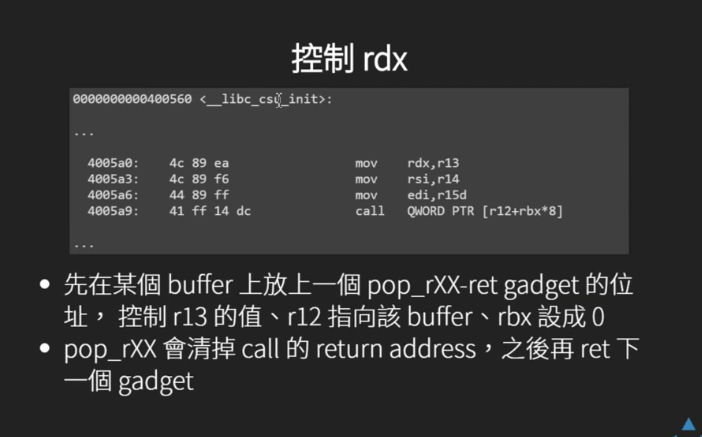 控制 rdx
0000000000400560 <__libc_csu_init>:
...
4005a0: 4c 89 ea mov rdx,r13
4005a3: 4c 89 f6 mov rsi,r14
4005a6: 44 89 ff mov edi,r15d
4005a9: 41 ff 14 dc call QWORD PTR [r12+rbx*8]
...
先在某個 buffer 上放上一個 pop_rXX-ret gadget 的位
址， 控制 r13 的值、r12 指向該 buffer、rbx 設成 0
pop_rXX 會清掉 call 的 return address，之後再 ret 下
一個 gadget